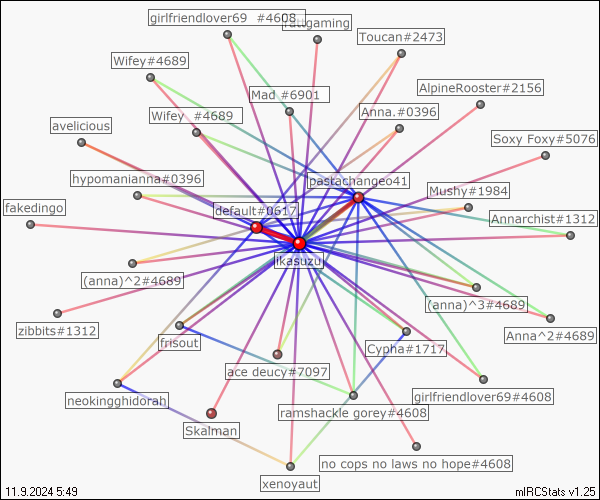 girlfriendlover69 #4608
Toucan#2473
Wifey#4689
Mad #6901
AlpineRooster#2156
Wifey #4689
Anna.#0396
avelicious
Soxy Foxy#5076
hypomanianna#0396
pastachange041
Mushy#1984
fakedingo
default#0617
Annarchist#1312
ikasuzu
(anna)^2#4689
(anna)^3#4689
zibbits#1312
frisout
Cypha#1717
Anna^2#4689
ace deucy#7097
neokingghidorah
girlfriendlover69#4608
ramshackle gorey#4608
Skalman
no cops no laws no hope#4608
xenoyaut
11.9.2024 5:49
mIRCStats v1.25